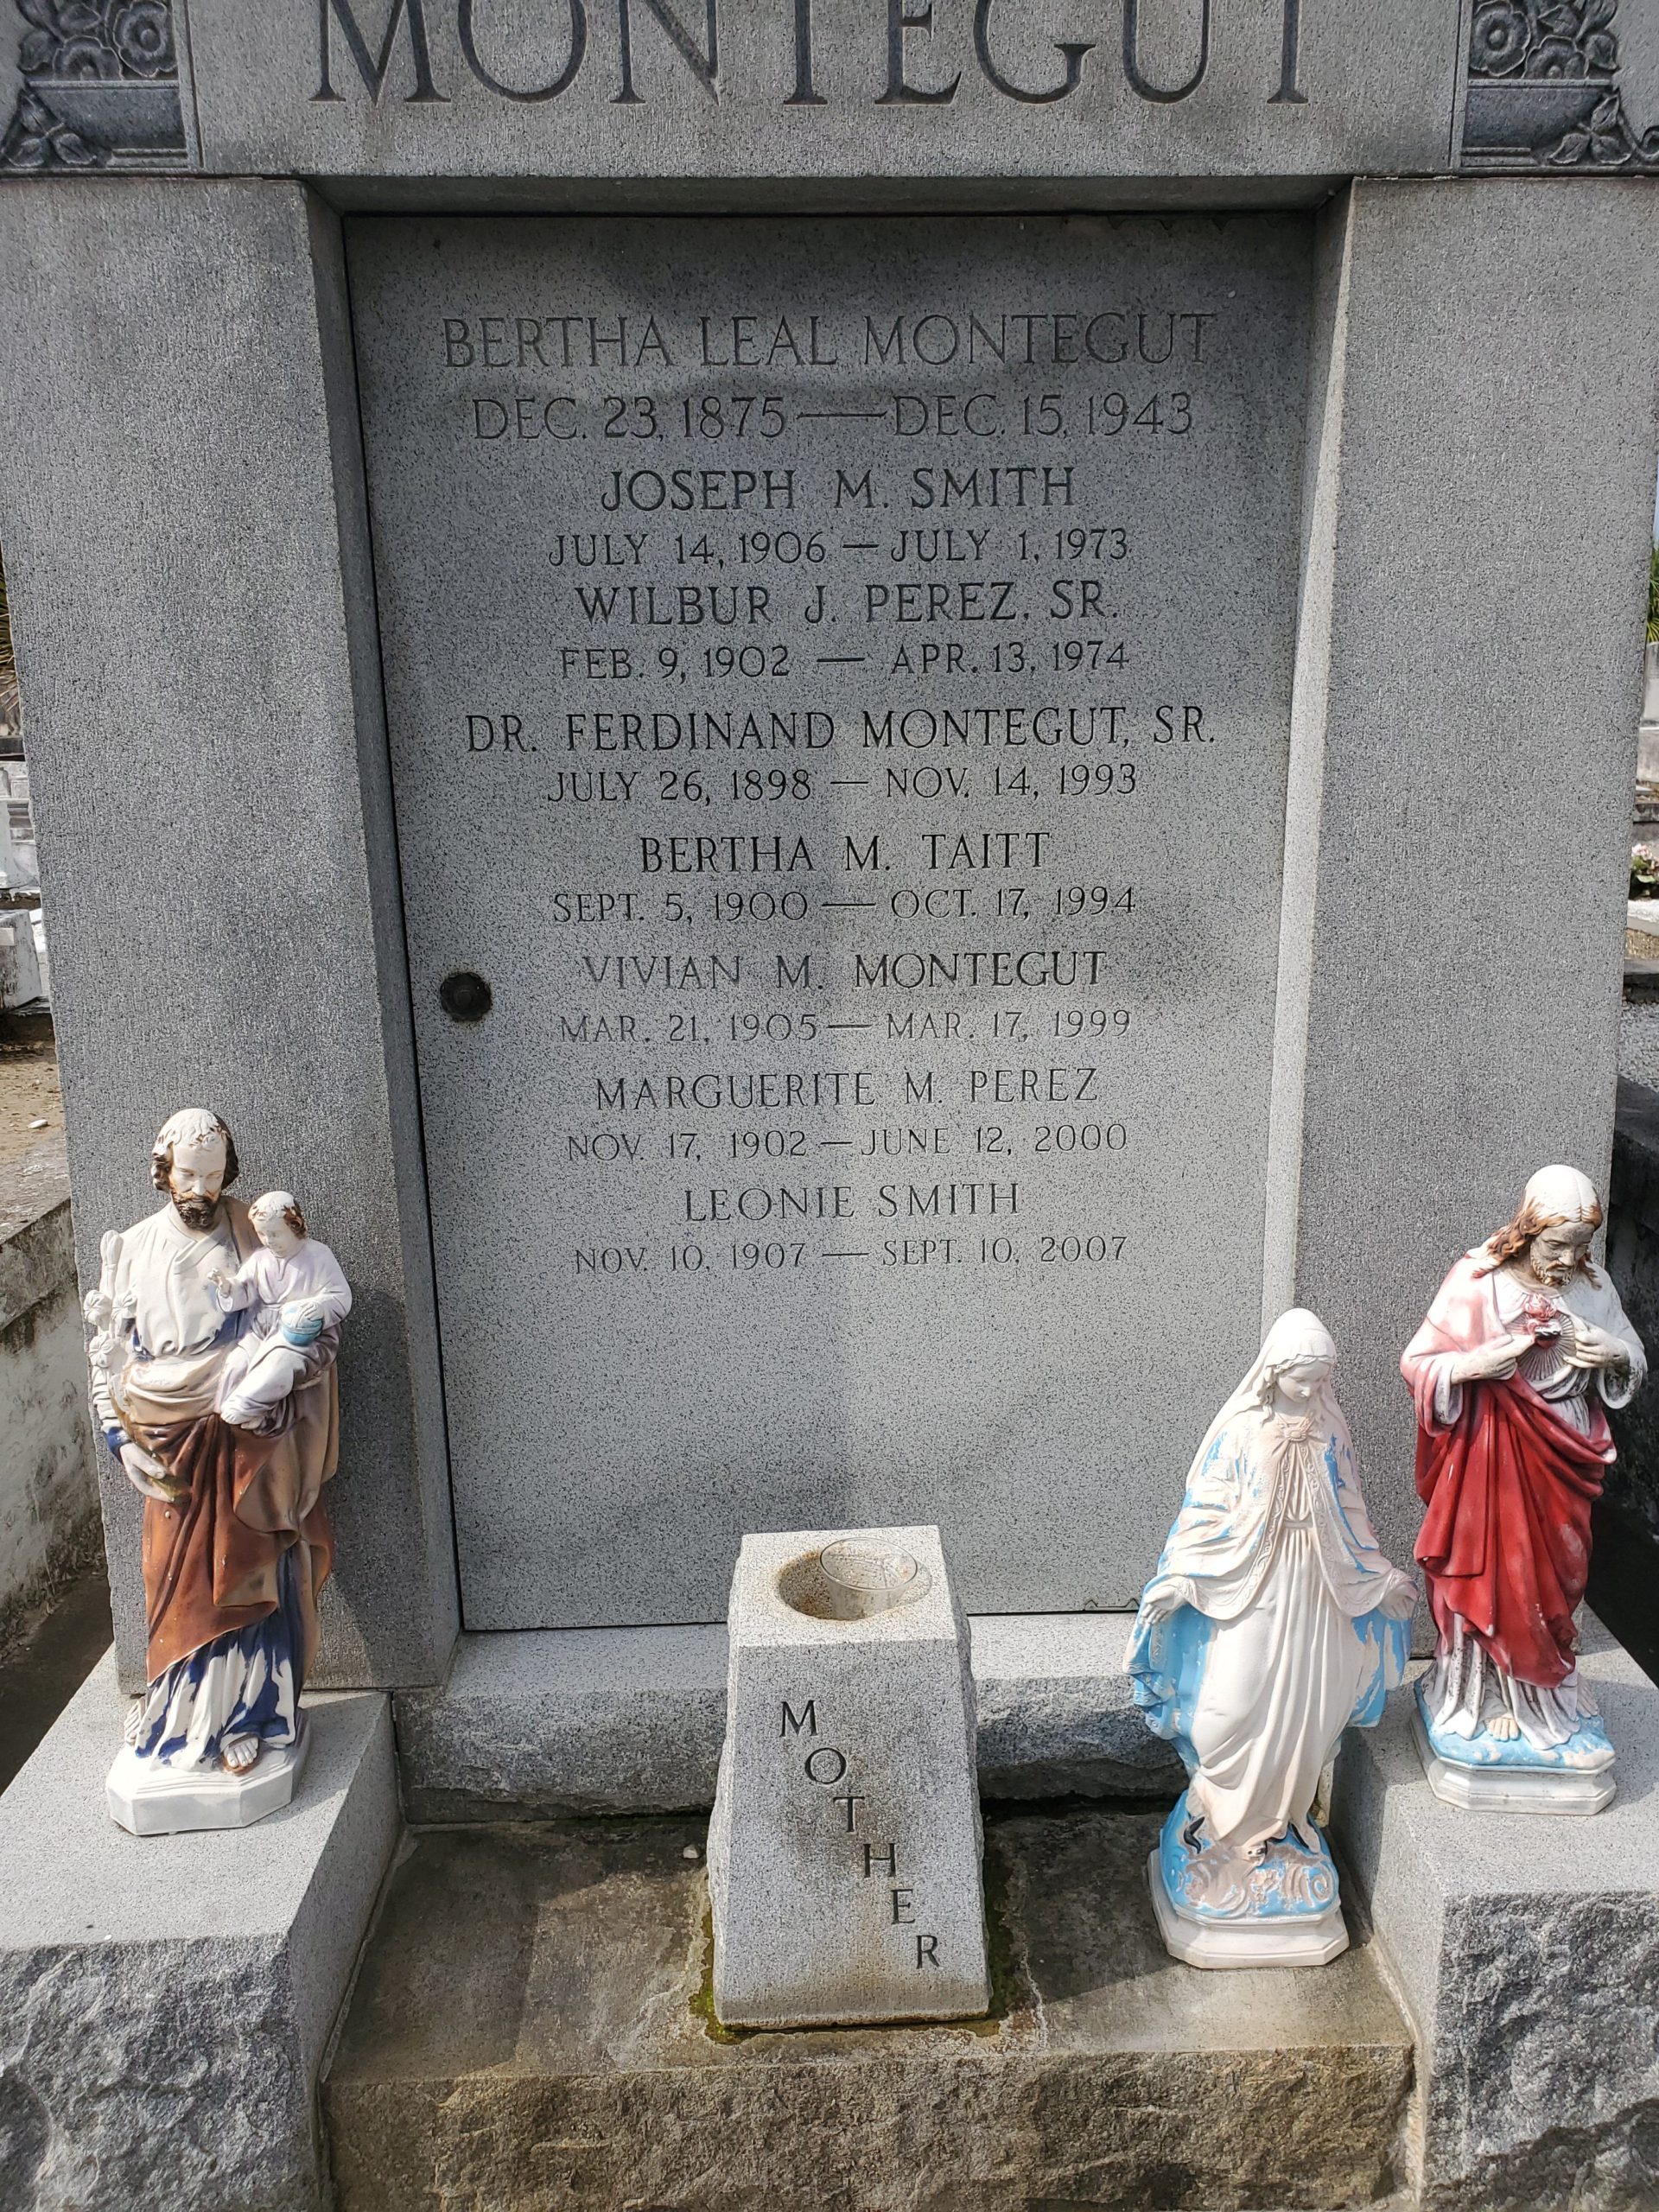 MONTEGUT
BERTHA LEAL MONTEGUT
DEC. 23, 1875 — DEC. 15, 1943
JOSEPH M. SMITH
JULY 14, 1906 — JULY 1, 1973
WILBUR J. PEREZ, SR.
FEB. 9, 1902 — APR. 13, 1974
DR. FERDINAND MONTEGUT, SR.
JULY 26, 1898 — NOV. 14, 1993
BERTHA M. TAITT
SEPT. 5, 1900 — OCT. 17, 1994
VIVIAN M. MONTEGUT
MAR. 21, 1905 — MAR. 17, 1999
MARGUERITE M. PEREZ
NOV. 17, 1902 — JUNE 12, 2000
LEONIE SMITH
NOV. 10, 1907 — SEPT. 10, 2007
MOTHER